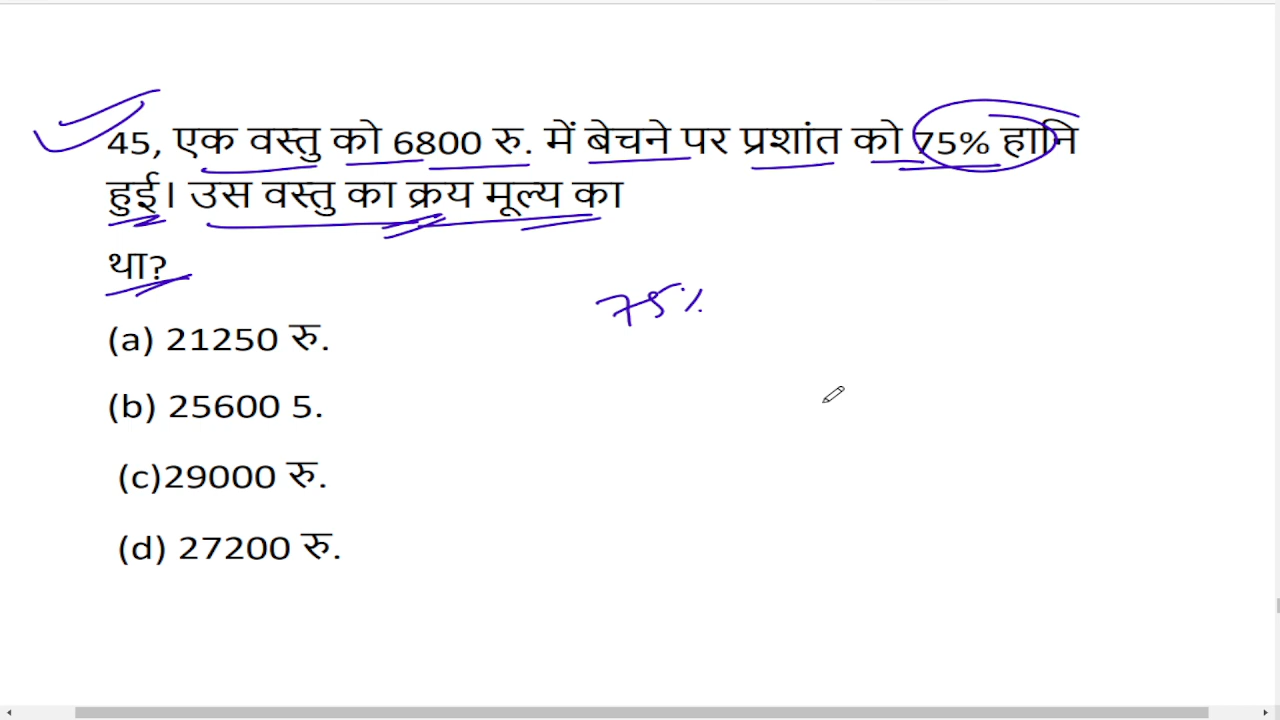 45, एक वस्तु को 6800 रु. में बेचने पर प्रशांत को 75% हानि
हुई। उस वस्तु का क्रय मूल्य का
था?
75%
(a) 21250 रु.
(b) 25600 5.
(c)29000 रु.
(d) 27200 रु.